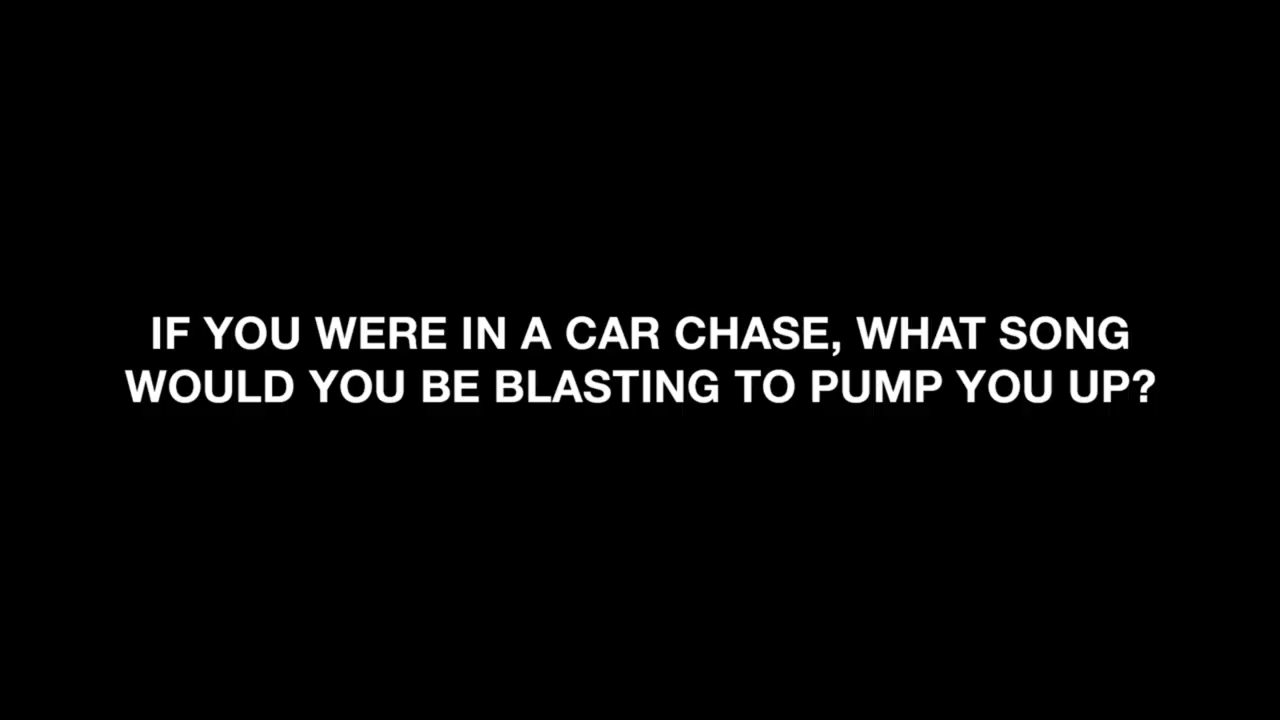 IF YOU WERE IN A CAR CHASE, WHAT SONG
WOULD YOU BE BLASTING TO PUMP YOU UP?